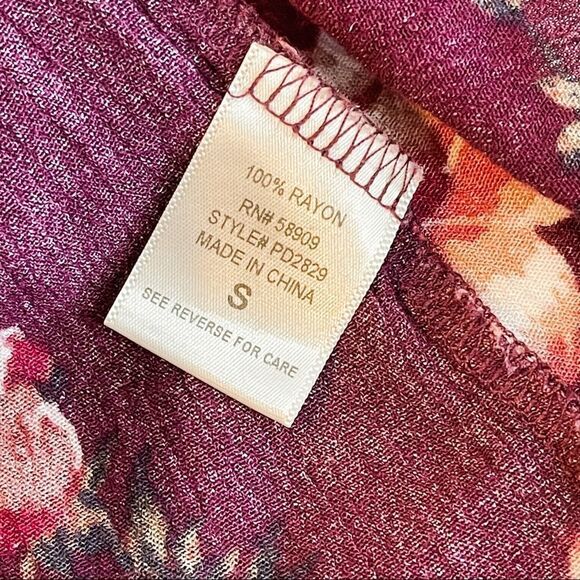 100% RAYON
RN# 58909
STYLE# PD2829
MADE IN CHINA
S
SEE REVERSE FOR CARE